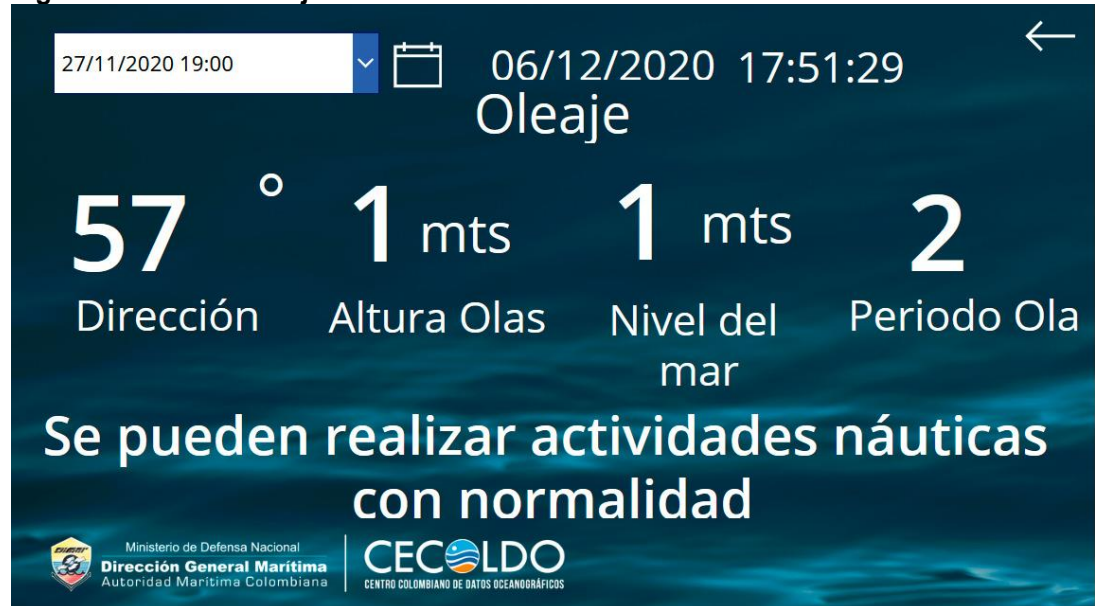 27/11/2020 19:00
06/12/2020 17:51:29
Oleaje
57 °
Dirección
1 mts
Altura Olas
1 mts
Nivel del
mar
2
Periodo Ola
Se pueden realizar actividades náuticas
con normalidad
Ministerio de Defensa Nacional
Dirección General Marítima
Autoridad Marítima Colombiana
CECOLDO
CENTRO COLOMBIANO DE DATOS OCEANOGRÁFICOS